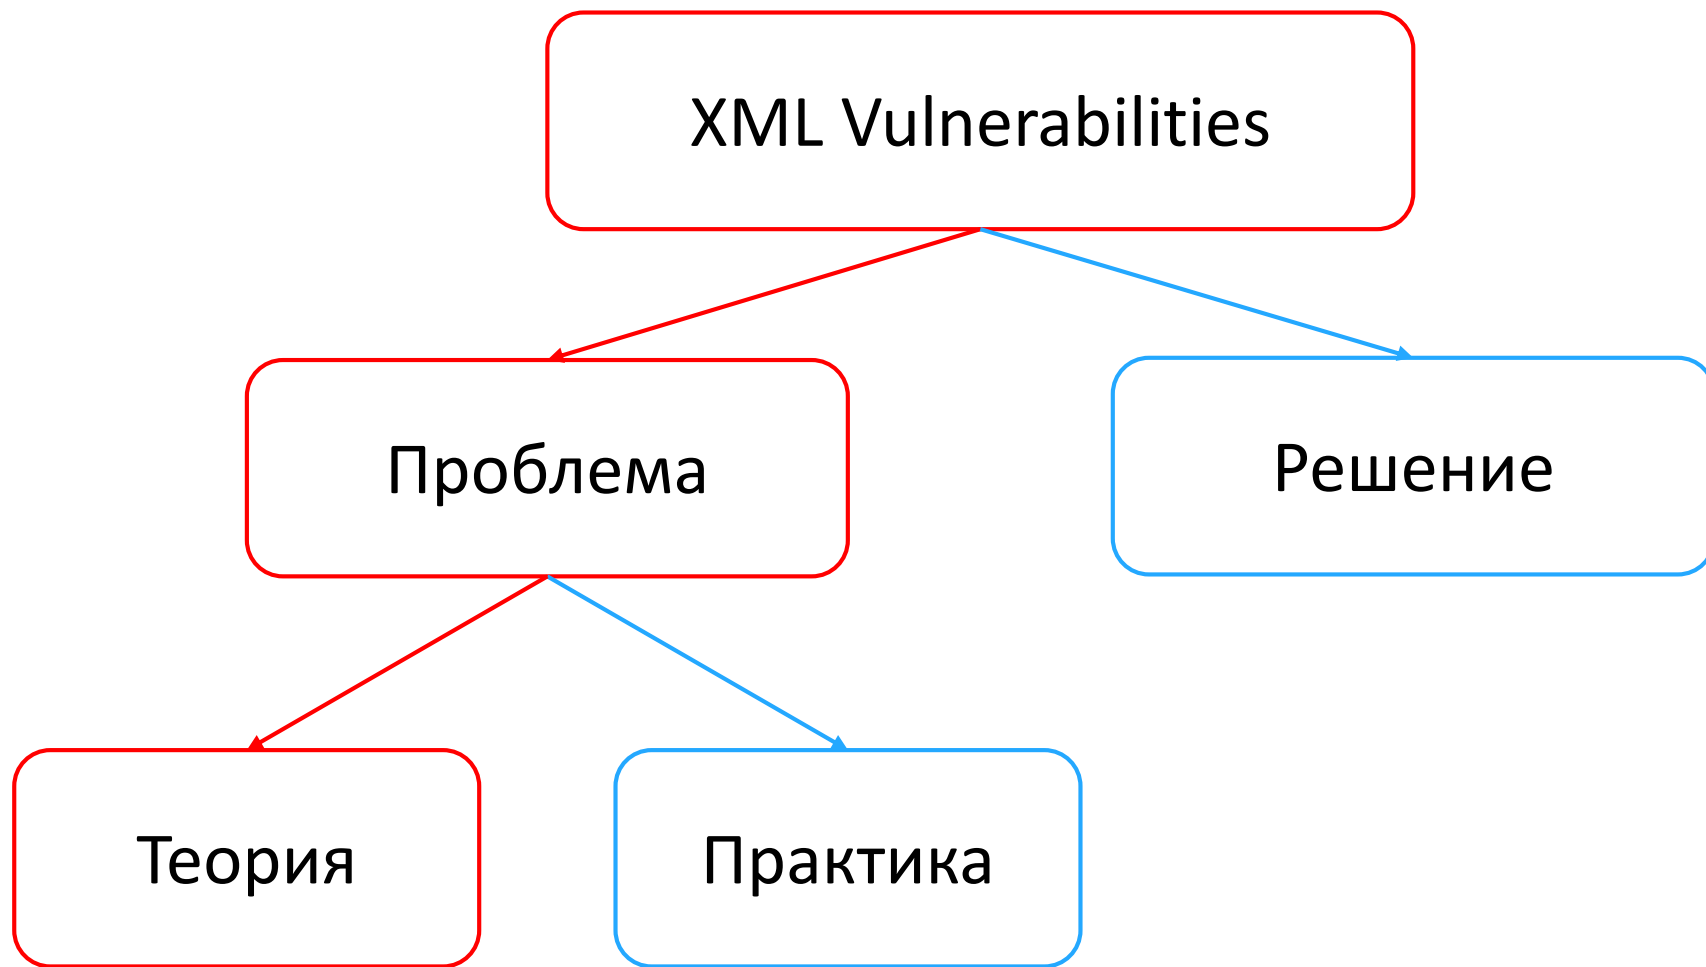 XML Vulnerabilities
Проблема
Решение
Теория
Практика